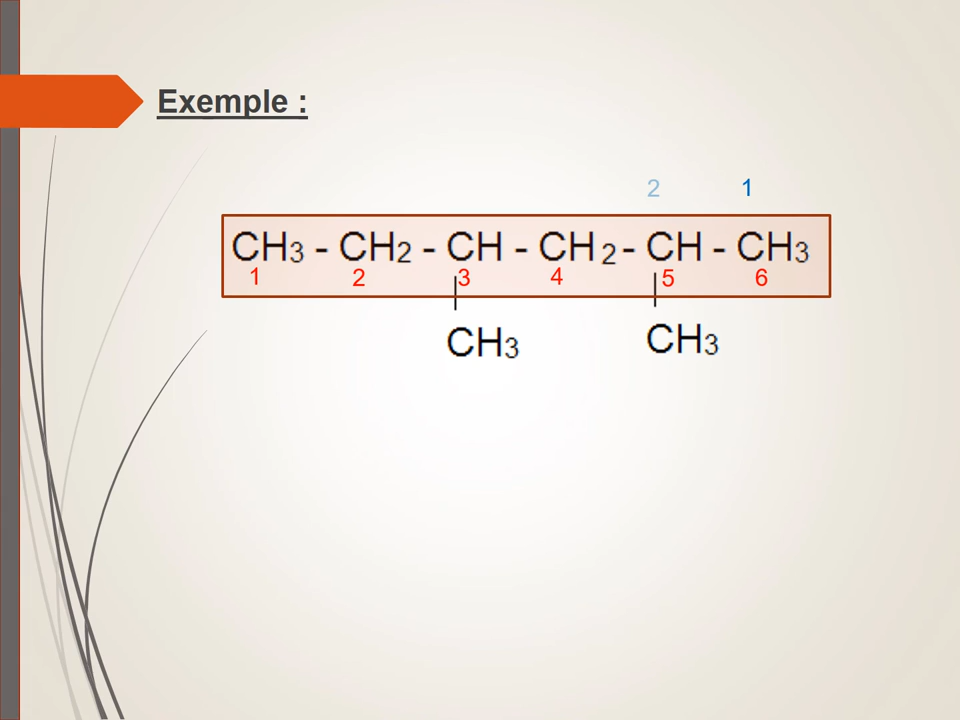 Exemple :
2 1
CH3 - CH2 - CH - CH2 - CH - CH3
1 2 3 4 5 6
CH3 CH3